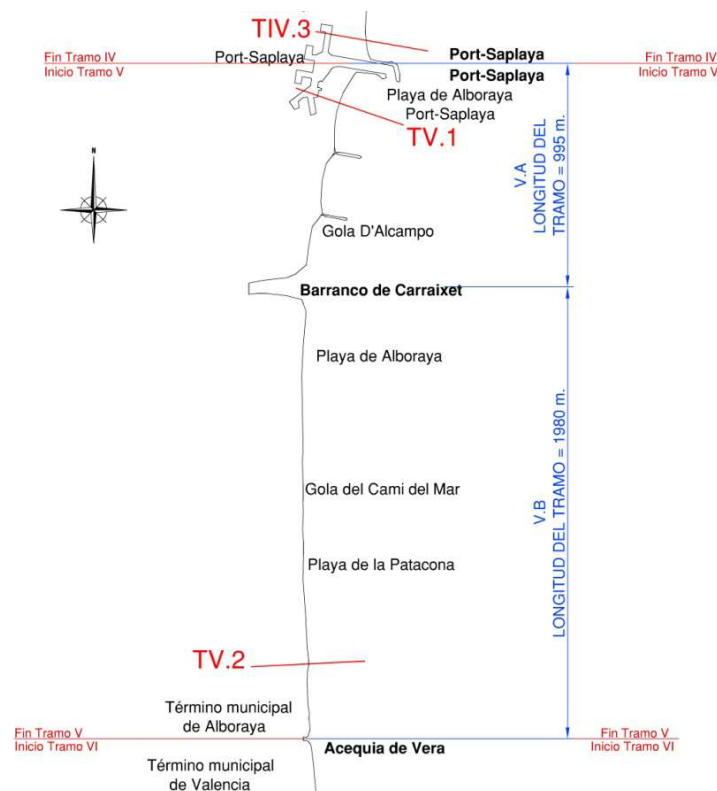 TIV.3
Port-Saplaya
Port-Saplaya
Fin Tramo IV
Inicio Tramo V
Fin Tramo IV
Inicio Tramo V
Port-Saplaya
Playa de Alboraya
Port-Saplaya
TV.1
V.A
LONGITUD DEL
TRAMO = 995 m.
N
Gola D'Alcampo
Barranco de Carraixet
Playa de Alboraya
Gola del Cami del Mar
V.B
LONGITUD DEL TRAMO = 1980 m.
Playa de la Patacona
TV.2
Término municipal
de Alboraya
Fin Tramo V
Inicio Tramo VI
Fin Tramo V
Inicio Tramo VI
Acequia de Vera
Término municipal
de Valencia